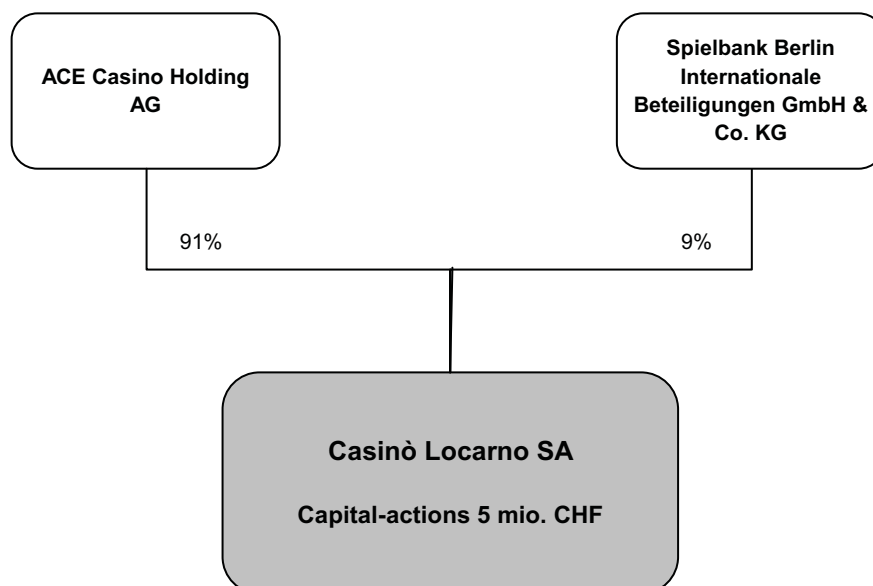 ACE Casino Holding
AG
Spielbank Berlin
Internationale
Beteiligungen GmbH &
Co. KG
91%
9%
Casinò Locarno SA
Capital-actions 5 mio. CHF